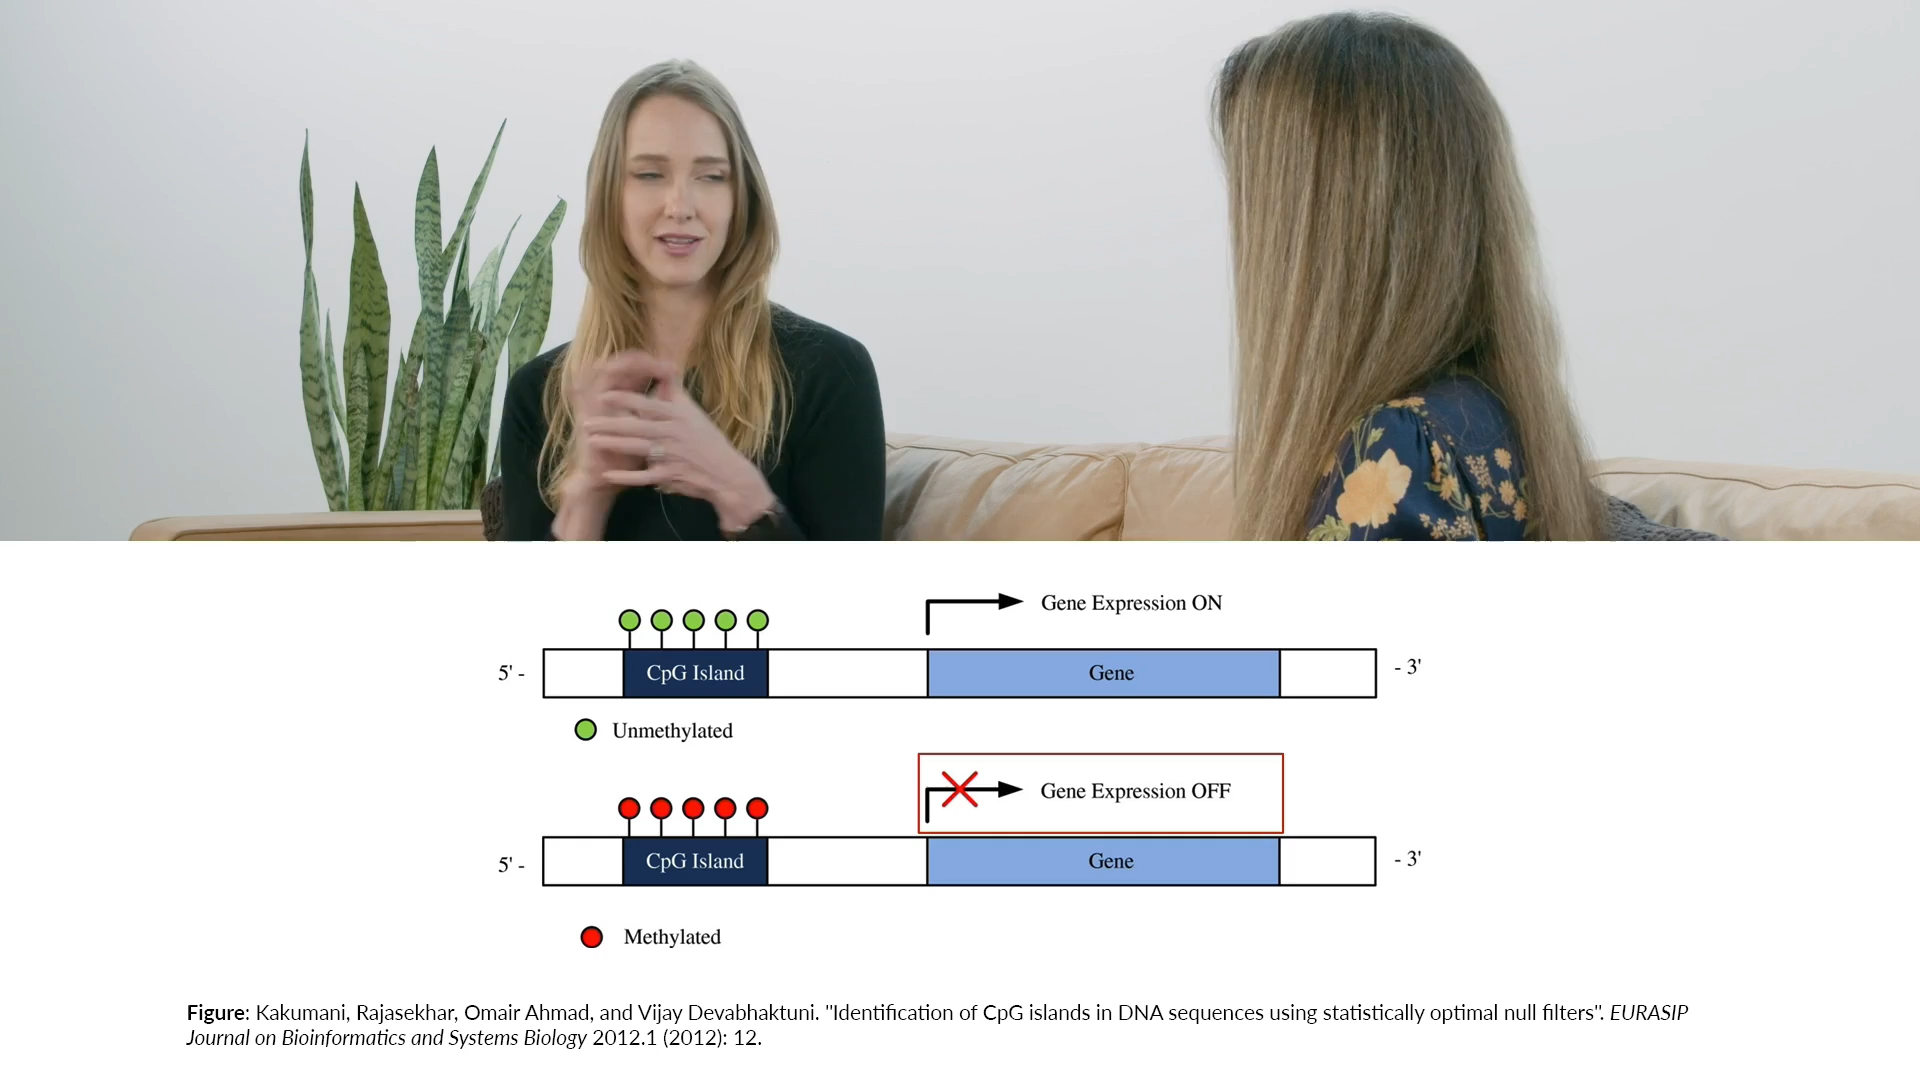 Gene Expression ON
5' -
CpG Island
Gene
- 3'
Unmethylated
Gene Expression OFF
5' -
CpG Island
Gene
- 3'
Methylated
Figure: Kakumani, Rajasekhar, Omair Ahmad, and Vijay Devabhaktuni. "Identification of CpG islands in DNA sequences using statistically optimal null filters". EURASIP
Journal on Bioinformatics and Systems Biology 2012.1 (2012): 12.